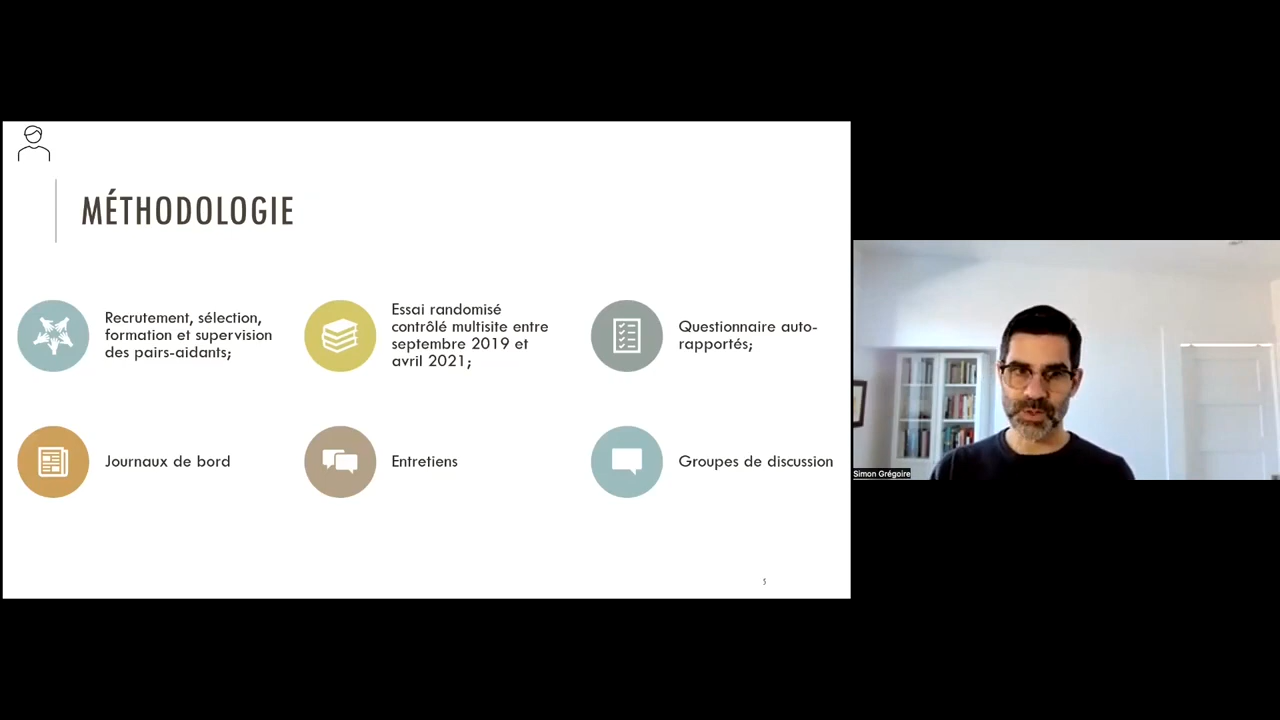 MÉTHODOLOGIE
Recrutement, sélection,
formation et supervision
des pairs-aidants;
Essai randomisé
contrôlé multisite entre
septembre 2019 et
avril 2021;
Questionnaire auto-
rapportés;
Journaux de bord
Entretiens
Groupes de discussion
5
Simon Grégoire